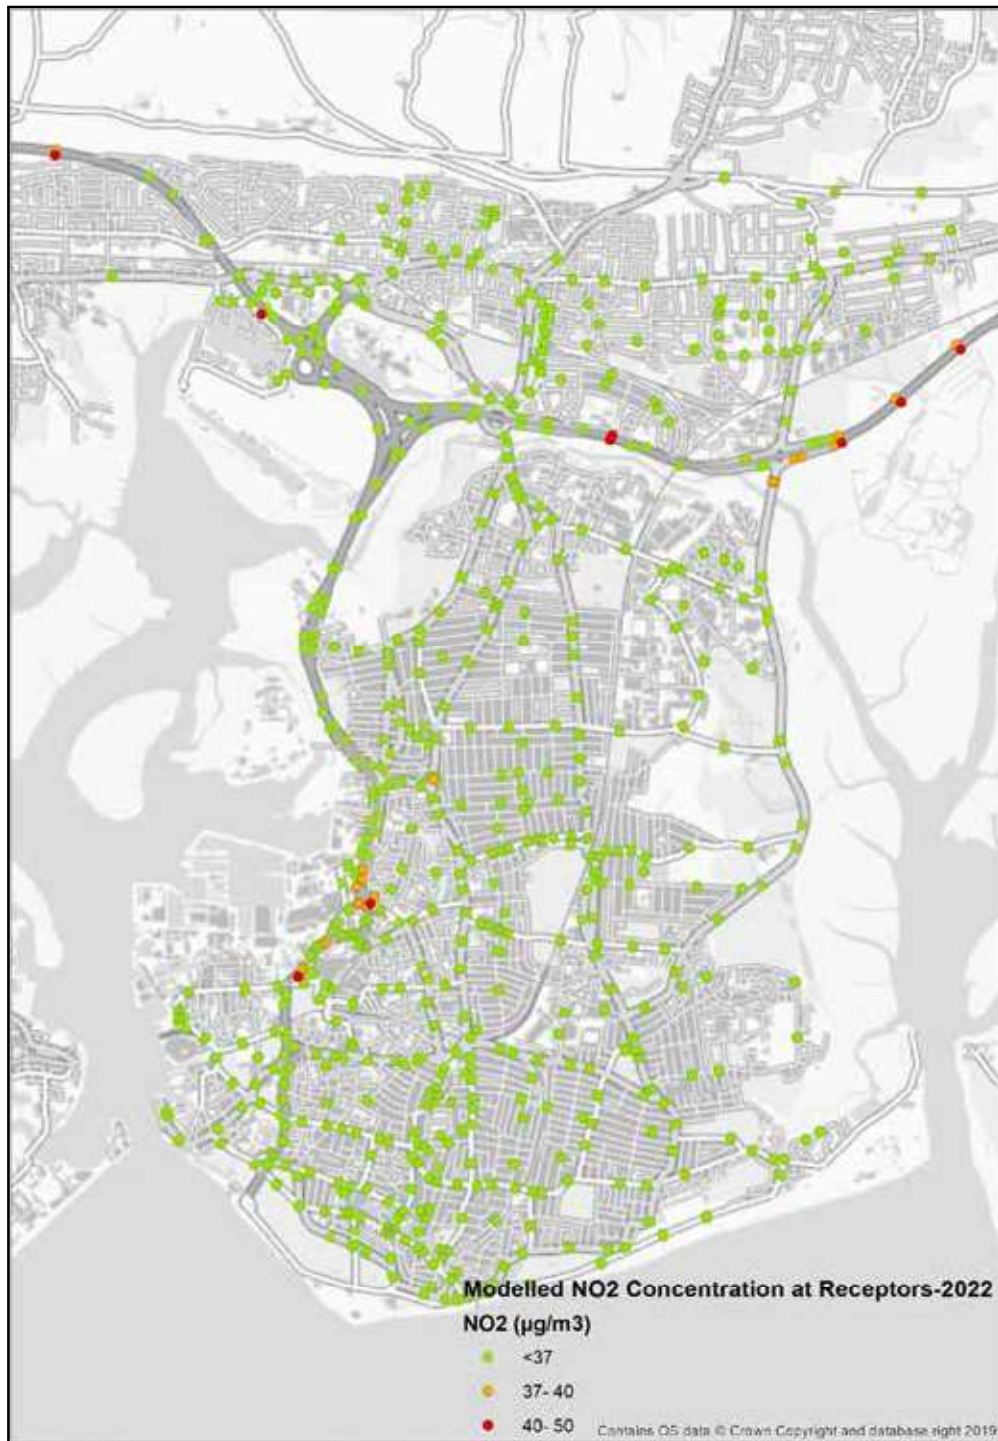 Modelled NO2 Concentration at Receptors-2022
NO2 (µg/m3)
<37
37- 40
40- 50
Contains OS data © Crown Copyright and database right 2019